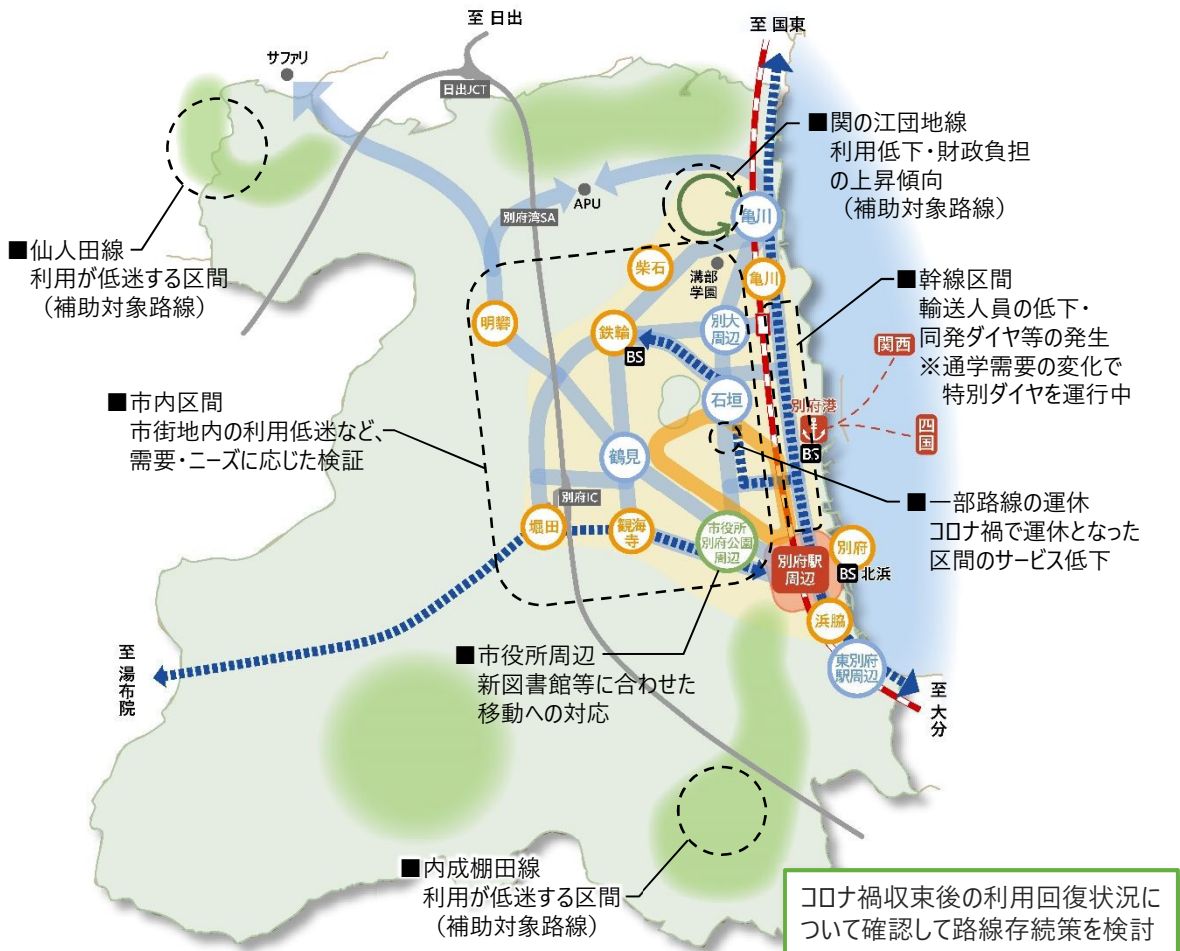 至 日出
至 国東
サファリ
日出JCT
■関の江団地線
利用低下・財政負担
の上昇傾向
（補助対象路線）
別府湾SA
APU
亀川
■仙人田線
利用が低迷する区間
（補助対象路線）
柴石
溝部
学園
亀川
■幹線区間
輸送人員の低下・
同発ダイヤ等の発生
※通学需要の変化で
特別ダイヤを運行中
明礬
鉄輪
BS
別大
周辺
関西
石垣
別府港
BS
四国
■市内区間
市街地内の利用低迷など、
需要・ニーズに応じた検証
鶴見
別府IC
■一部路線の運休
コロナ禍で運休となった
区間のサービス低下
堀田
観海
寺
市役所
別府公園
周辺
別府駅
周辺
別府
BS 北浜
浜脇
至 湯布院
■市役所周辺
新図書館等に合わせた
移動への対応
東別府
駅周辺
至 大分
■内成棚田線
利用が低迷する区間
（補助対象路線）
コロナ禍収束後の利用回復状況に
ついて確認して路線存続策を検討